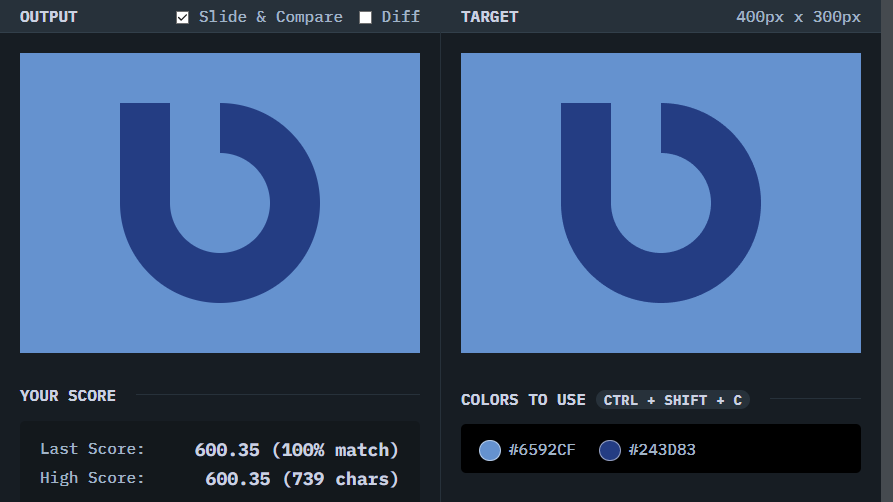 OUTPUT
Slide & Compare
Diff
TARGET
400px x 300px
YOUR SCORE
Last Score: 600.35 (100% match)
High Score: 600.35 (739 chars)
COLORS TO USE CTRL + SHIFT + C
#6592CF #243D83